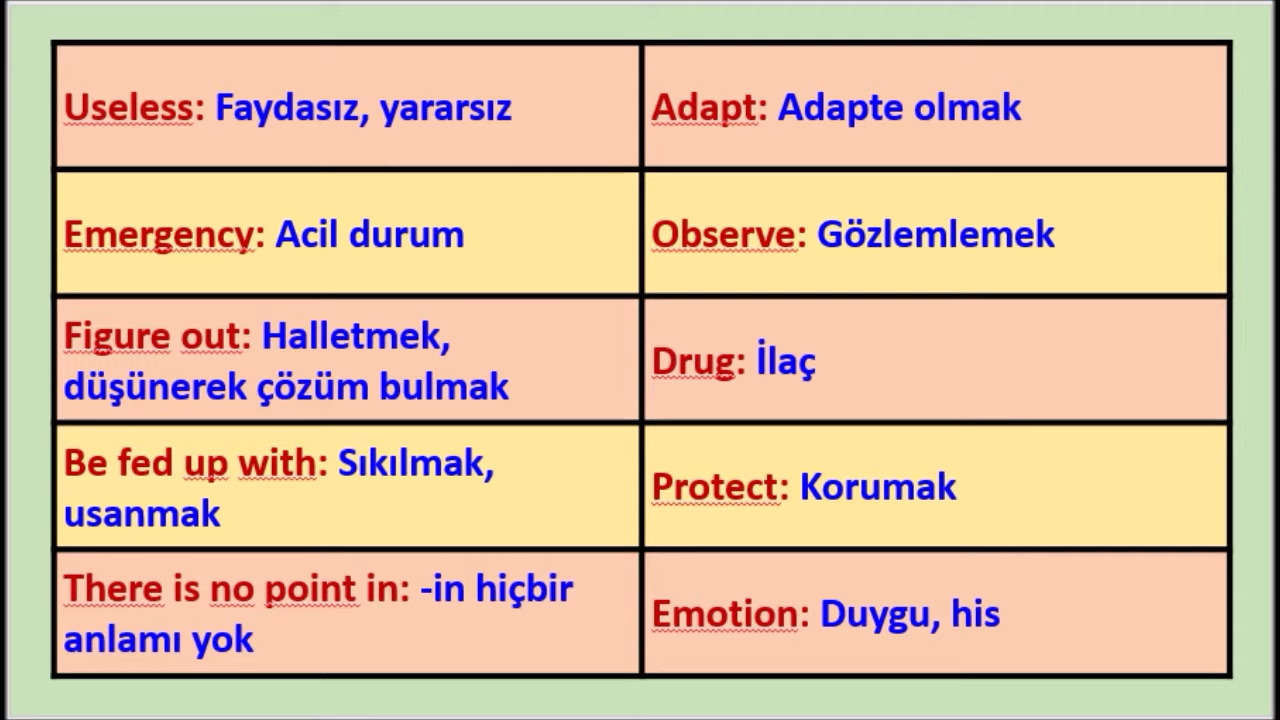 Useless: Faydasız, yararsız
Adapt: Adapte olmak
Emergency: Acil durum
Observe: Gözlemlemek
Figure out: Halletmek,
düşünerek çözüm bulmak
Drug: İlaç
Be fed up with: Sıkılmak,
usanmak
Protect: Korumak
There is no point in: -in hiçbir
anlamı yok
Emotion: Duygu, his